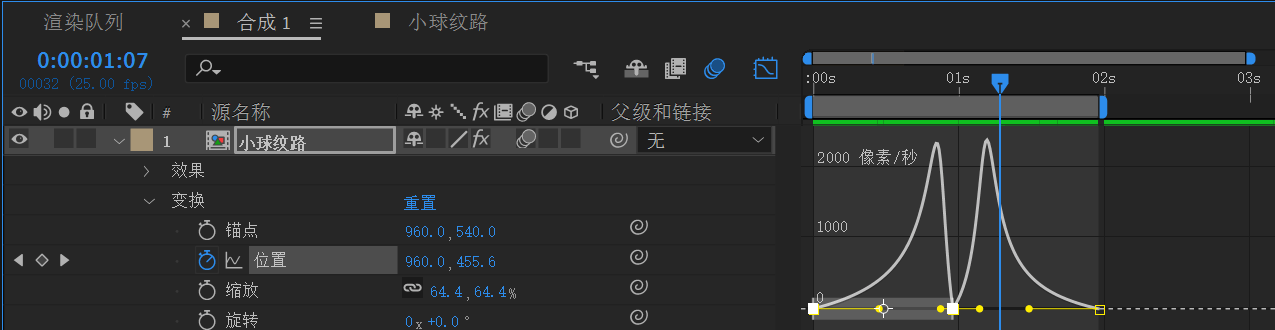 渲染队列 × 合成 1 ≡ 小球纹路
0:00:01:07
00032 (25.00 fps)
:00s 01s 02s 03s
# 源名称 fx 父级和链接
1 小球纹路 fx 无
效果
变换 重置
锚点 960.0,540.0
位置 960.0,455.6
缩放 64.4,64.4%
旋转 0x+0.0°
2000 像素/秒
1000
0